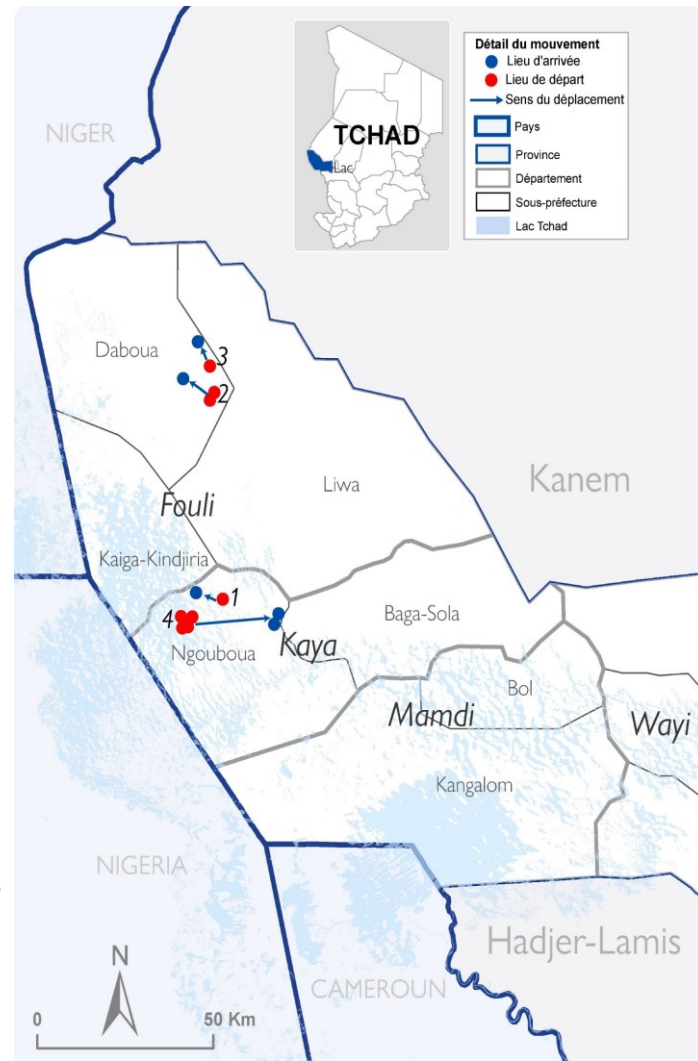 Détail du mouvement
Lieu d'arrivée
Lieu de départ
Sens du déplacement
Pays
Province
Département
Sous-préfecture
Lac Tchad
TCHAD
Lac
NIGER
Daboua
3
2
Liwa
Kanem
Fouli
Kaiga-Kindjiria
1
4
Ngouboua
Kaya
Baga-Sola
Bol
Mamdi
Wayi
Kangalom
NIGERIA
Hadjer-Lamis
CAMEROUN
N
0 50 Km